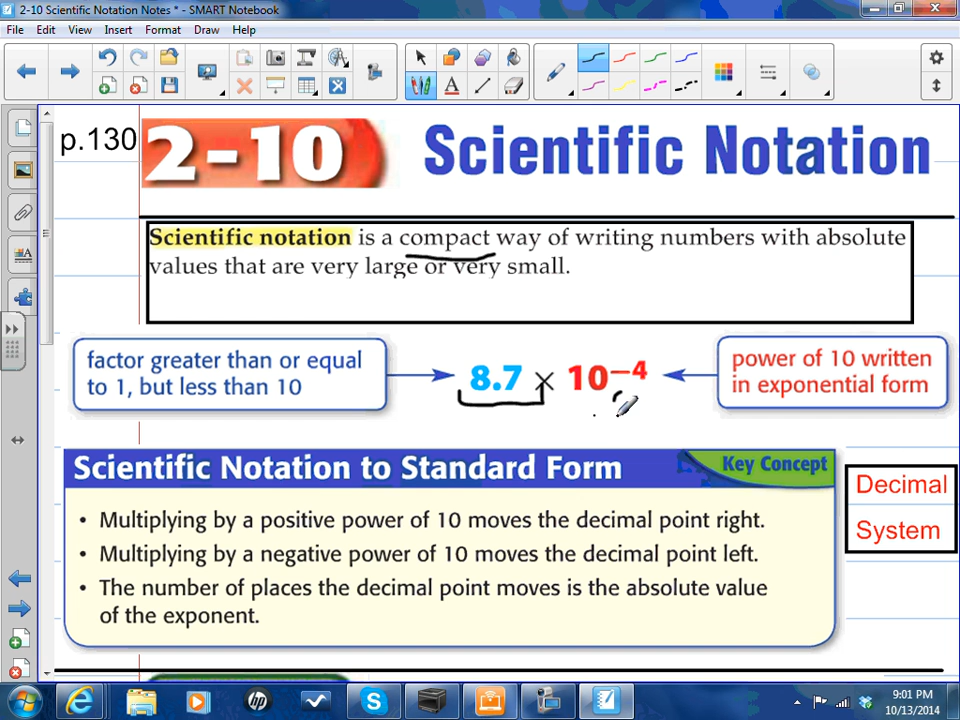 2-10 Scientific Notation Notes * - SMART Notebook
File Edit View Insert Format Draw Help
p.130
2-10 Scientific Notation
Scientific notation is a compact way of writing numbers with absolute
values that are very large or very small.
factor greater than or equal
to 1, but less than 10
8.7 × 10⁻⁴
power of 10 written
in exponential form
Scientific Notation to Standard Form
Key Concept
• Multiplying by a positive power of 10 moves the decimal point right.
• Multiplying by a negative power of 10 moves the decimal point left.
• The number of places the decimal point moves is the absolute value
of the exponent.
Decimal
System
9:01 PM
10/13/2014